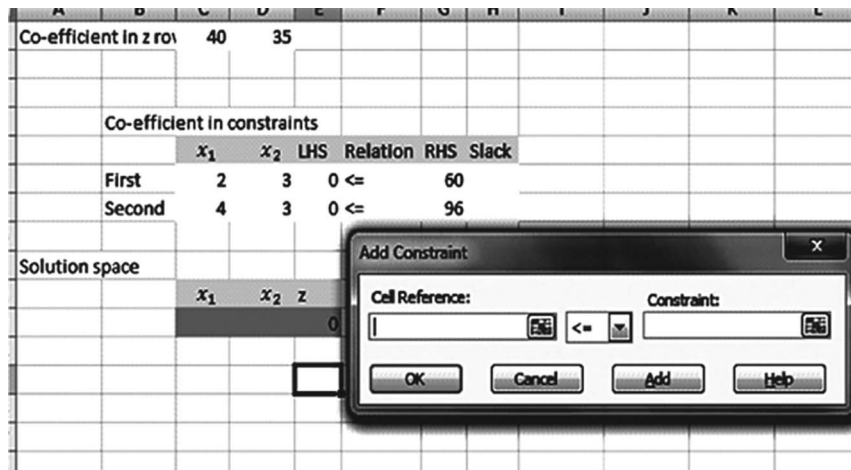 A B C D E F G H I J K L
Co-efficient in z rov 40 35
Co-efficient in constraints
x₁ x₂ LHS Relation RHS Slack
First 2 3 0 <= 60
Second 4 3 0 <= 96
Add Constraint x
Solution space
Cell Reference: Constraint:
x₁ x₂ z
0
<=
OK Cancel Add Help